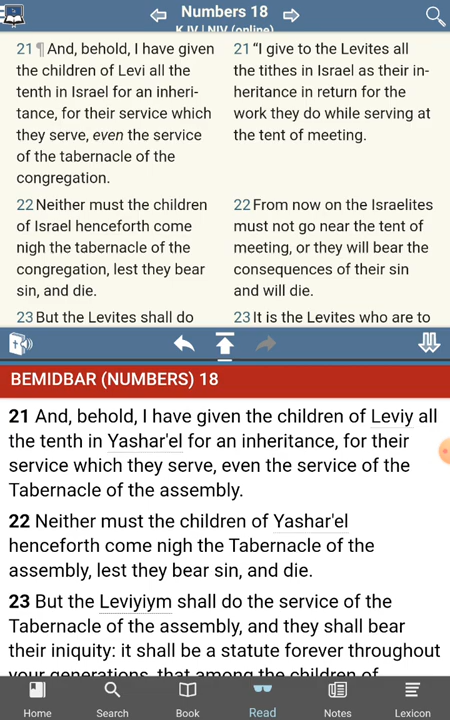 Numbers 18
KJV | NIV (online)
21 ¶ And, behold, I have given
the children of Levi all the
tenth in Israel for an inheri-
tance, for their service which
they serve, even the service
of the tabernacle of the
congregation.
22 Neither must the children
of Israel henceforth come
nigh the tabernacle of the
congregation, lest they bear
sin, and die.
23 But the Levites shall do
21 “I give to the Levites all
the tithes in Israel as their in-
heritance in return for the
work they do while serving at
the tent of meeting.
22 From now on the Israelites
must not go near the tent of
meeting, or they will bear the
consequences of their sin
and will die.
23 It is the Levites who are to
BEMIDBAR (NUMBERS) 18
21 And, behold, I have given the children of Leviy all
the tenth in Yashar'el for an inheritance, for their
service which they serve, even the service of the
Tabernacle of the assembly.
22 Neither must the children of Yashar'el
henceforth come nigh the Tabernacle of the
assembly, lest they bear sin, and die.
23 But the Leviyiym shall do the service of the
Tabernacle of the assembly, and they shall bear
their iniquity: it shall be a statute forever throughout
your generations, that among the children of
Home
Search
Book
Read
Notes
Lexicon